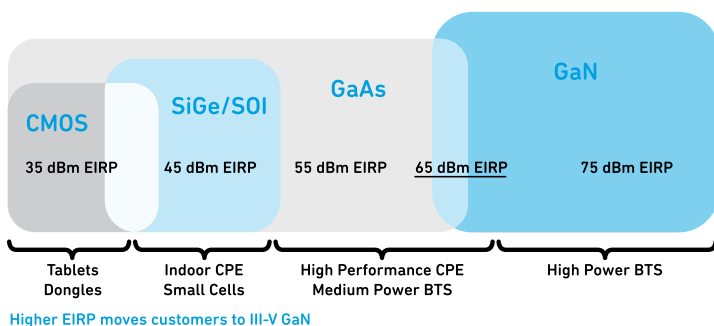 GaN
GaAs
SiGe/SOI
CMOS
35 dBm EIRP
45 dBm EIRP
55 dBm EIRP
65 dBm EIRP
75 dBm EIRP
Tablets
Dongles
Indoor CPE
Small Cells
High Performance CPE
Medium Power BTS
High Power BTS
Higher EIRP moves customers to III-V GaN